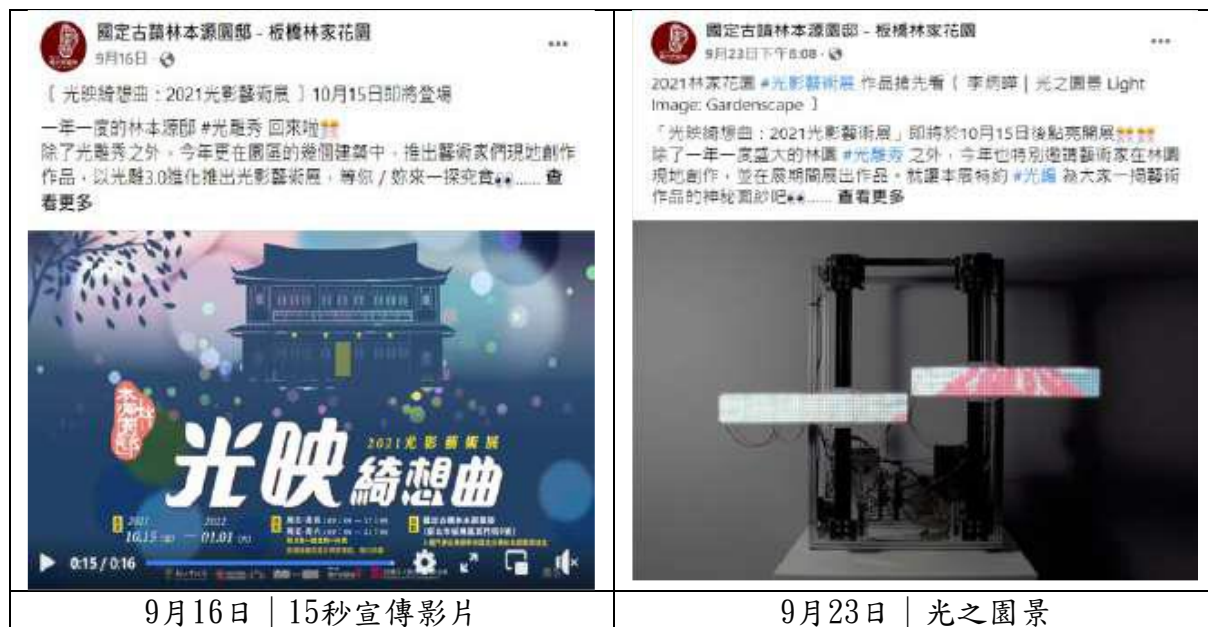 國定古蹟林本源園邸 - 板橋林家花園
9月16日
〔 光映綺想曲：2021光影藝術展 〕10月15日即將登場
一年一度的林本源邸 #光雕秀 回來啦
除了光雕秀之外，今年更在園區的幾個建築中，推出藝術家們現地創作
作品，以光雕3.0進化推出光影藝術展，等你 / 妳來一探究竟...... 查
看更多
光映
2021光影藝術展
綺想曲
2021
2022
10.15
01.01
0:15 / 0:16
9月16日｜15秒宣傳影片
國定古蹟林本源園邸 - 板橋林家花園
9月23日下午8:08
2021林家花園 #光影藝術展 作品搶先看〔 李炳曄 | 光之園景 Light
Image: Gardenscape 〕
「光映綺想曲：2021光影藝術展」即將於10月15日後點亮開展
除了一年一度盛大的林園 #光雕秀 之外，今年也特別邀請藝術家在林園
現地創作，並在展期間展出作品。就讓本展特約 #光編 為大家一揭藝術
作品的神秘面紗吧...... 查看更多
9月23日｜光之園景